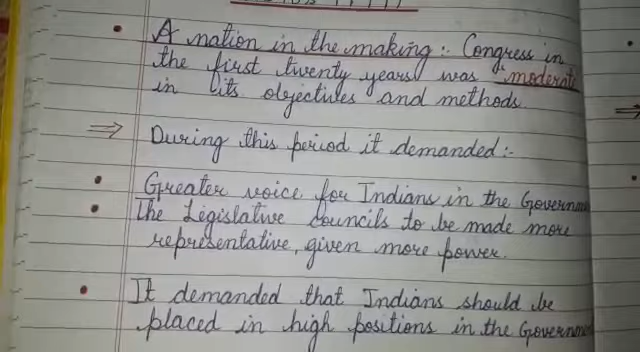 A nation in the making :- Congress in
the first twenty years was "moderate
in its objectives and methods.
⇒ During this period it demanded :-
• Greater voice for Indians in the Governme
• The Legislative councils to be made more
representative, given more power.
• It demanded that Indians should be
placed in high positions in the Governme